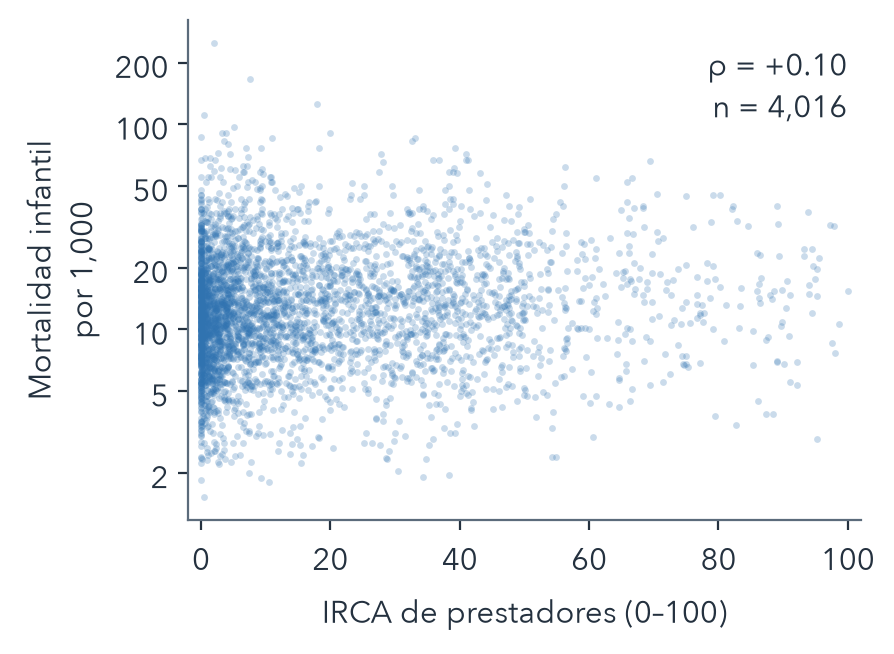 ρ = +0.10
n = 4,016
Mortalidad infantil
por 1,000
200
100
50
20
10
5
2
0 20 40 60 80 100
IRCA de prestadores (0–100)